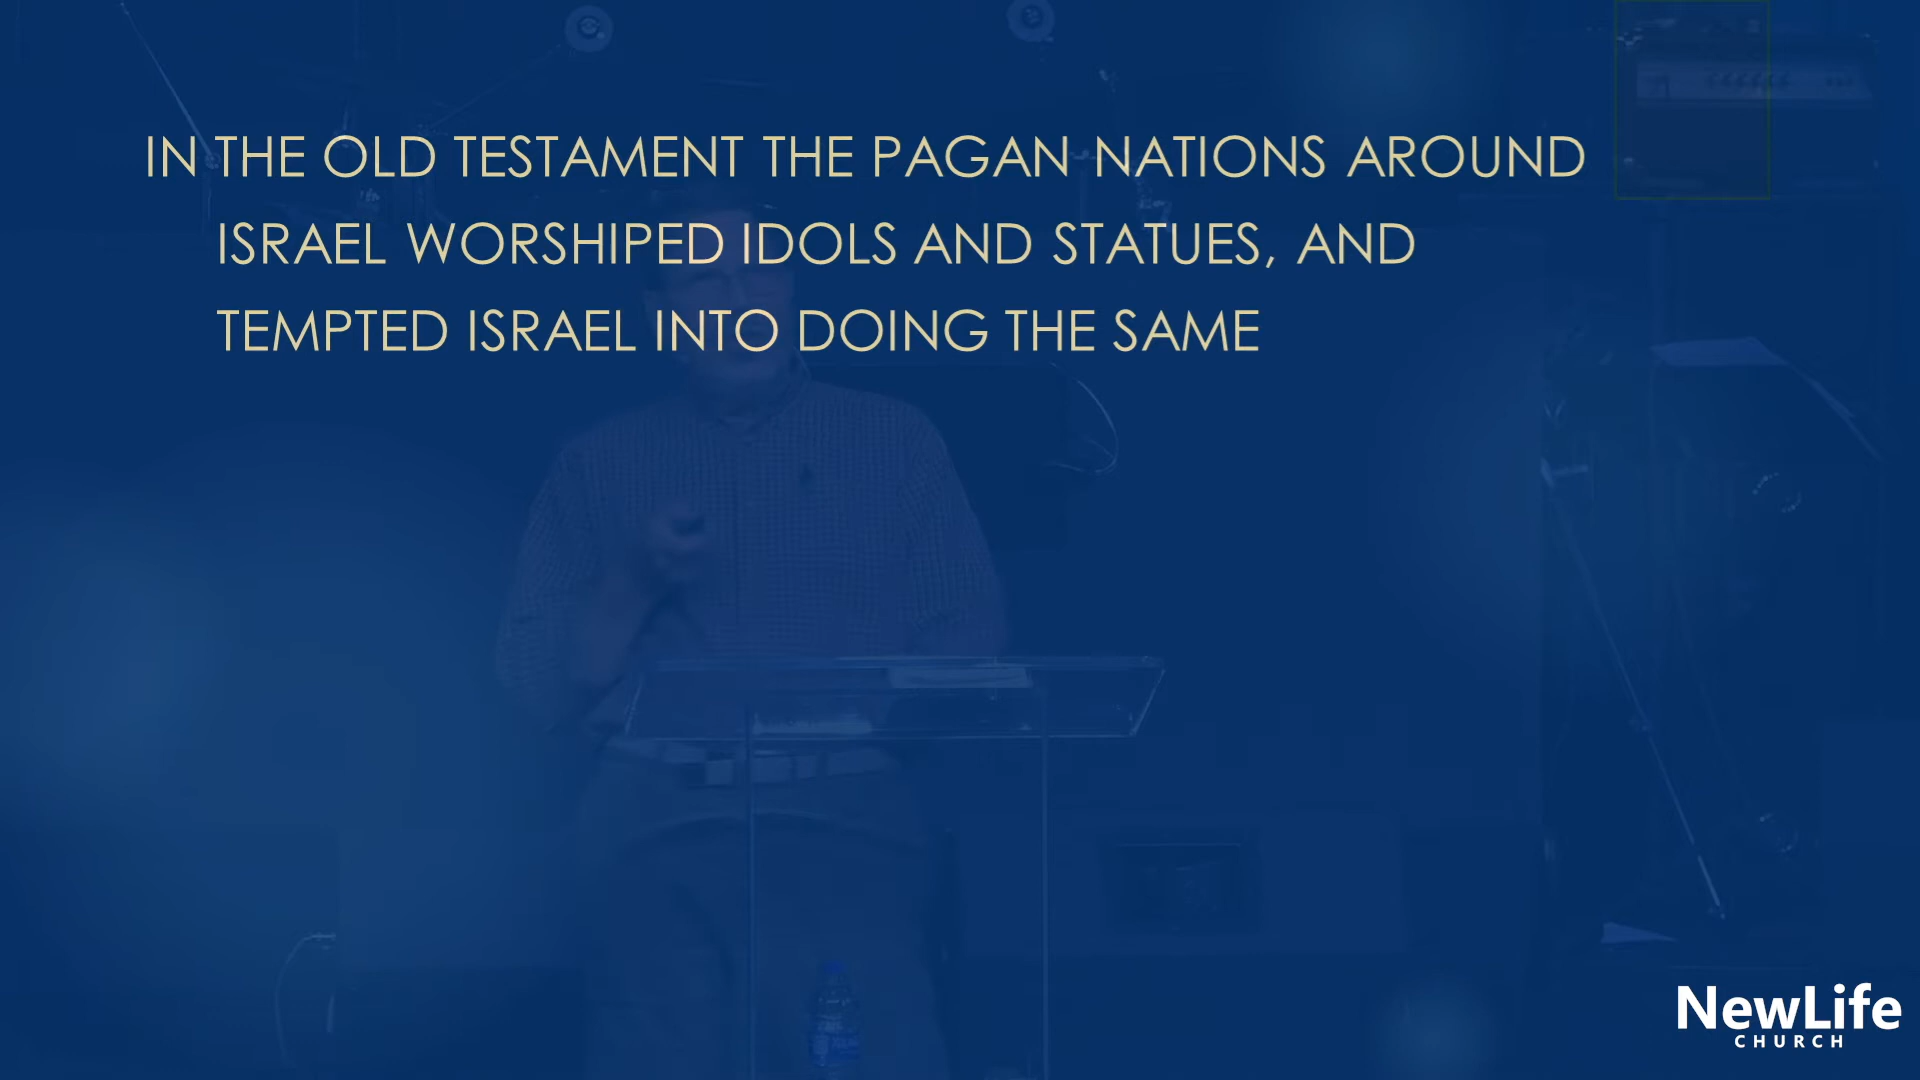 IN THE OLD TESTAMENT THE PAGAN NATIONS AROUND
ISRAEL WORSHIPED IDOLS AND STATUES, AND
TEMPTED ISRAEL INTO DOING THE SAME
NewLife
CHURCH